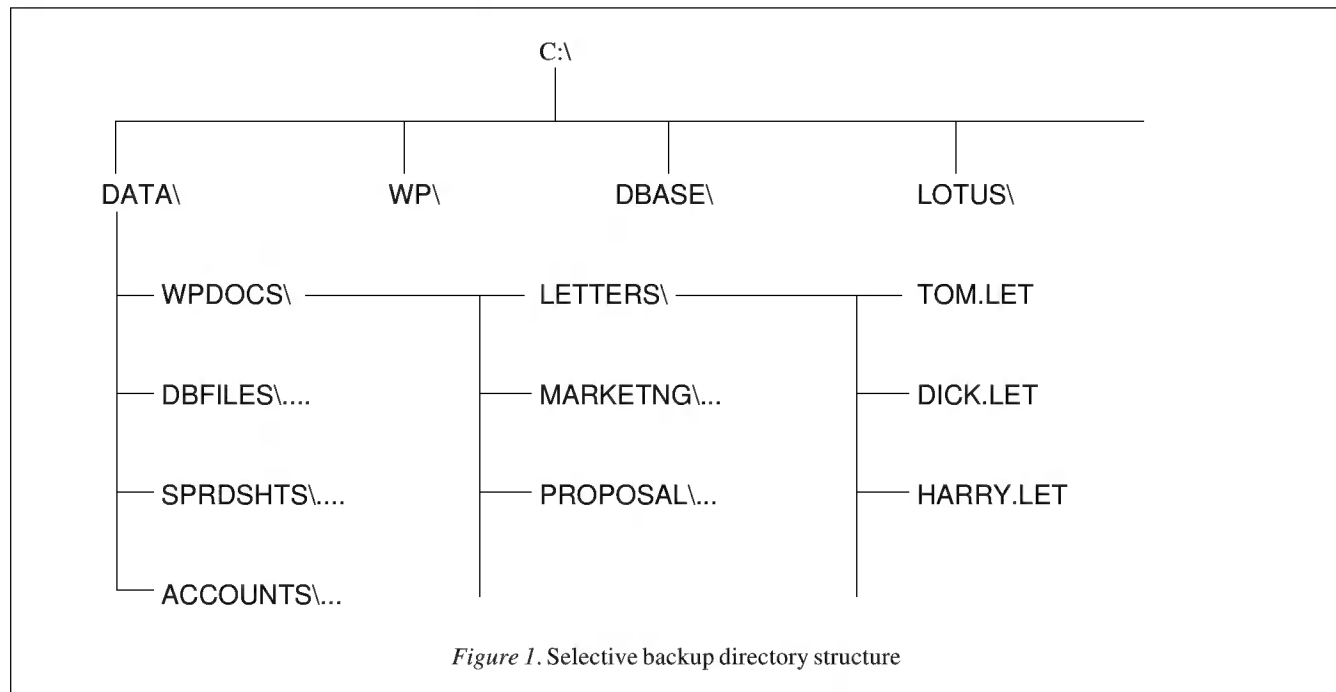 C:\
DATA\ WP\ DBASE\ LOTUS\
WPDOCS\ LETTERS\ TOM.LET
DBFILES\.... MARKETNG\... DICK.LET
SPRDSHTS\.... PROPOSAL\... HARRY.LET
ACCOUNTS\...
Figure 1. Selective backup directory structure